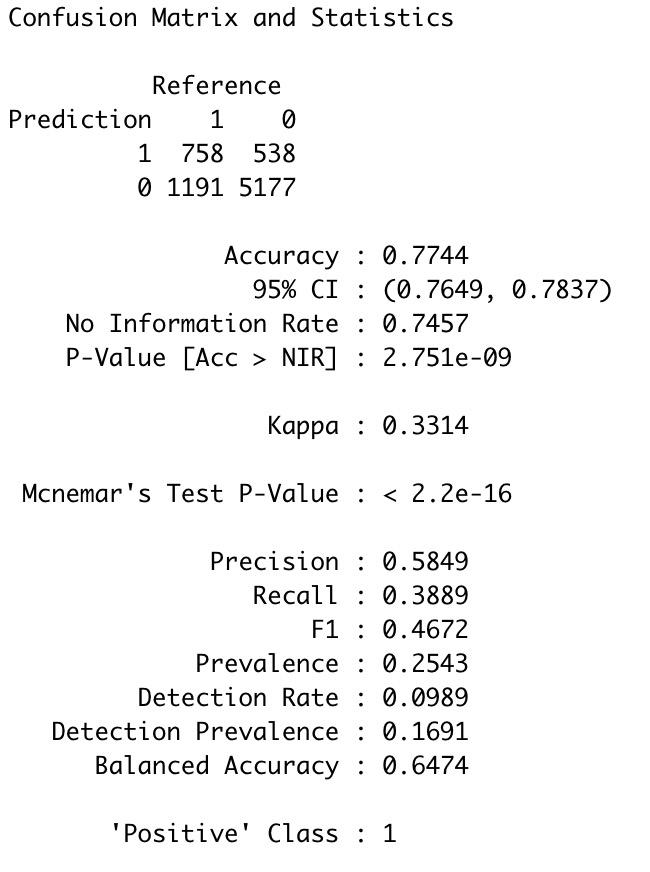 Confusion Matrix and Statistics
Reference
Prediction 1 0
1 758 538
0 1191 5177
Accuracy : 0.7744
95% CI : (0.7649, 0.7837)
No Information Rate : 0.7457
P-Value [Acc > NIR] : 2.751e-09
Kappa : 0.3314
Mcnemar's Test P-Value : < 2.2e-16
Precision : 0.5849
Recall : 0.3889
F1 : 0.4672
Prevalence : 0.2543
Detection Rate : 0.0989
Detection Prevalence : 0.1691
Balanced Accuracy : 0.6474
'Positive' Class : 1